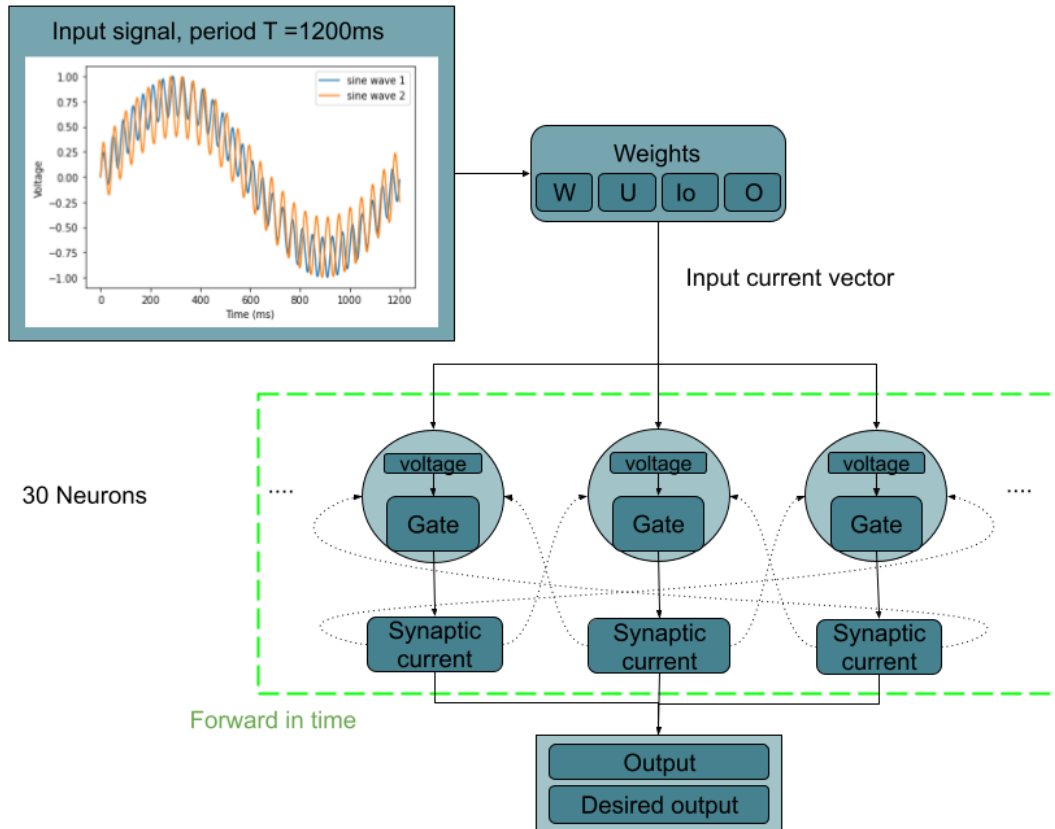 Input signal, period T =1200ms
sine wave 1
sine wave 2
1.00
0.75
0.50
0.25
0.00
−0.25
−0.50
−0.75
−1.00
Voltage
0 200 400 600 800 1000 1200
Time (ms)
Weights
W U Io O
Input current vector
30 Neurons
.... voltage voltage voltage ....
Gate Gate Gate
Synaptic
current
Synaptic
current
Synaptic
current
Forward in time
Output
Desired output